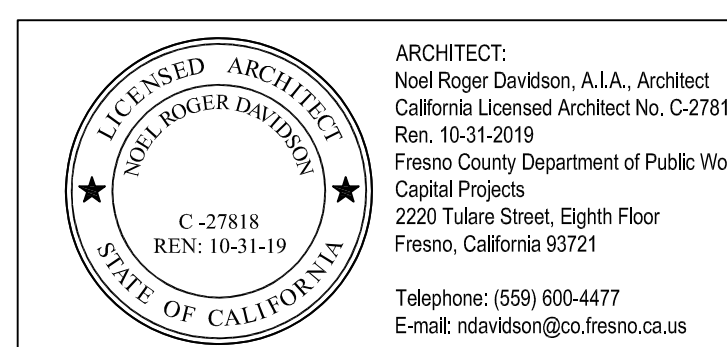 LICENSED ARCHITECT
NOEL ROGER DAVIDSON
C -27818
REN: 10-31-19
STATE OF CALIFORNIA
ARCHITECT:
Noel Roger Davidson, A.I.A., Architect
California Licensed Architect No. C-2781
Ren. 10-31-2019
Fresno County Department of Public Wo
Capital Projects
2220 Tulare Street, Eighth Floor
Fresno, California 93721
Telephone: (559) 600-4477
E-mail: ndavidson@co.fresno.ca.us